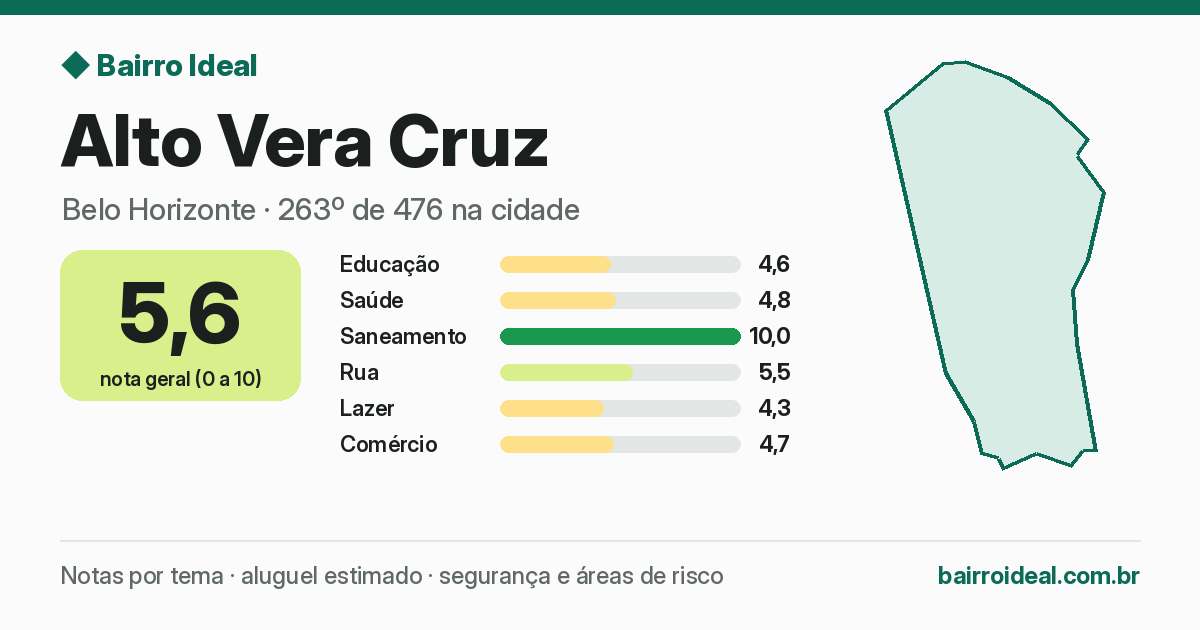 Bairro Ideal
Alto Vera Cruz
Belo Horizonte · 263º de 476 na cidade
5,6
nota geral (0 a 10)
Educação 4,6
Saúde 4,8
Saneamento 10,0
Rua 5,5
Lazer 4,3
Comércio 4,7
Notas por tema · aluguel estimado · segurança e áreas de risco
bairroideal.com.br